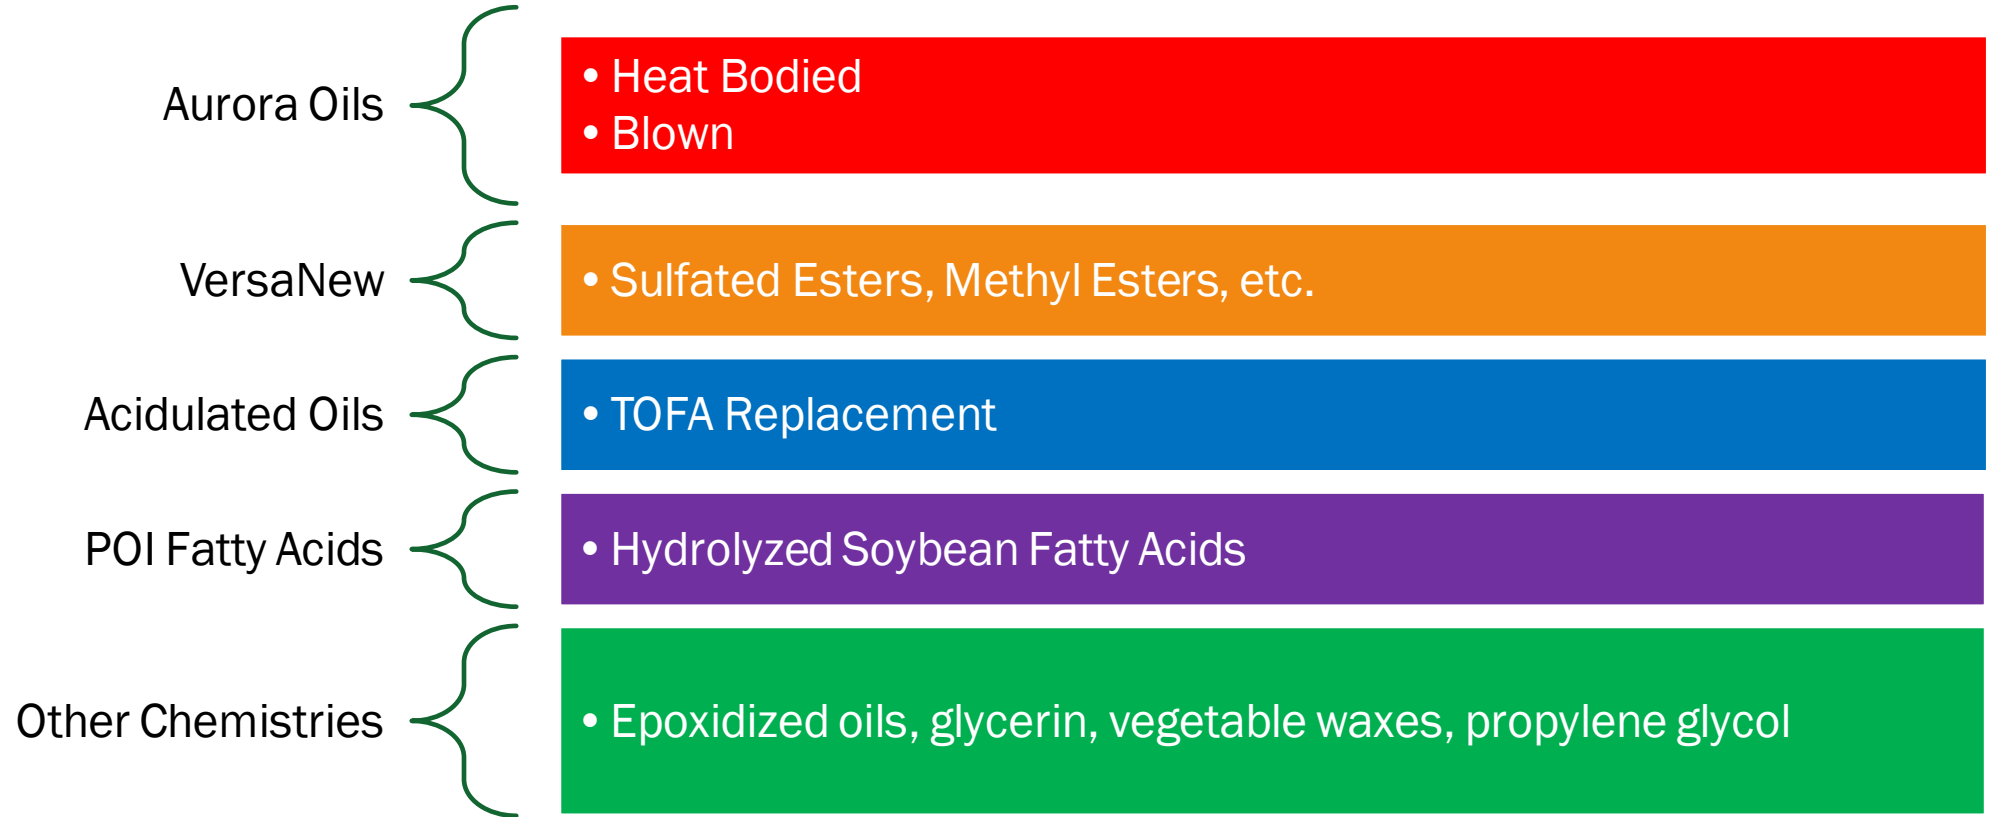 Aurora Oils
• Heat Bodied
• Blown
VersaNew
• Sulfated Esters, Methyl Esters, etc.
Acidulated Oils
• TOFA Replacement
POI Fatty Acids
• Hydrolyzed Soybean Fatty Acids
Other Chemistries
• Epoxidized oils, glycerin, vegetable waxes, propylene glycol